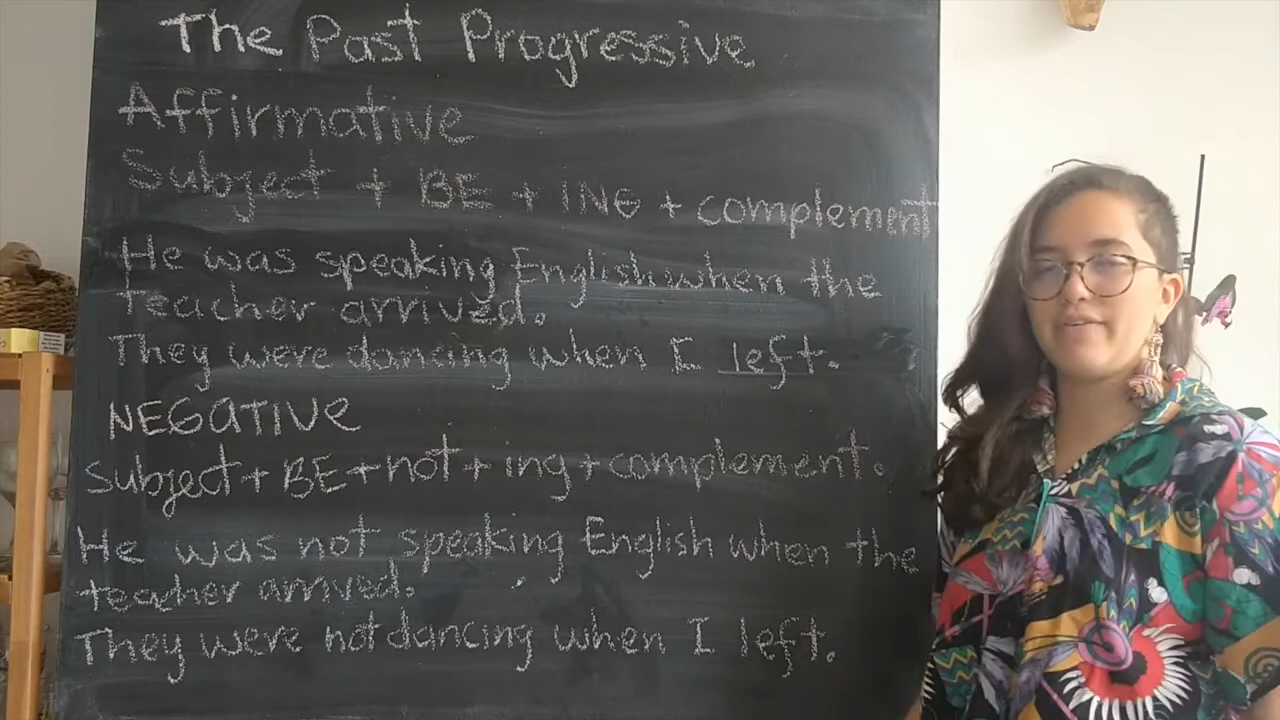 The Past Progressive
Affirmative
Subject + BE + ING + complement
He was speaking English when the
teacher arrived.
They were dancing when I left.
NEGATIVE
Subject + BE + not + ing + complement.
He was not speaking English when the
teacher arrived.
They were not dancing when I left.